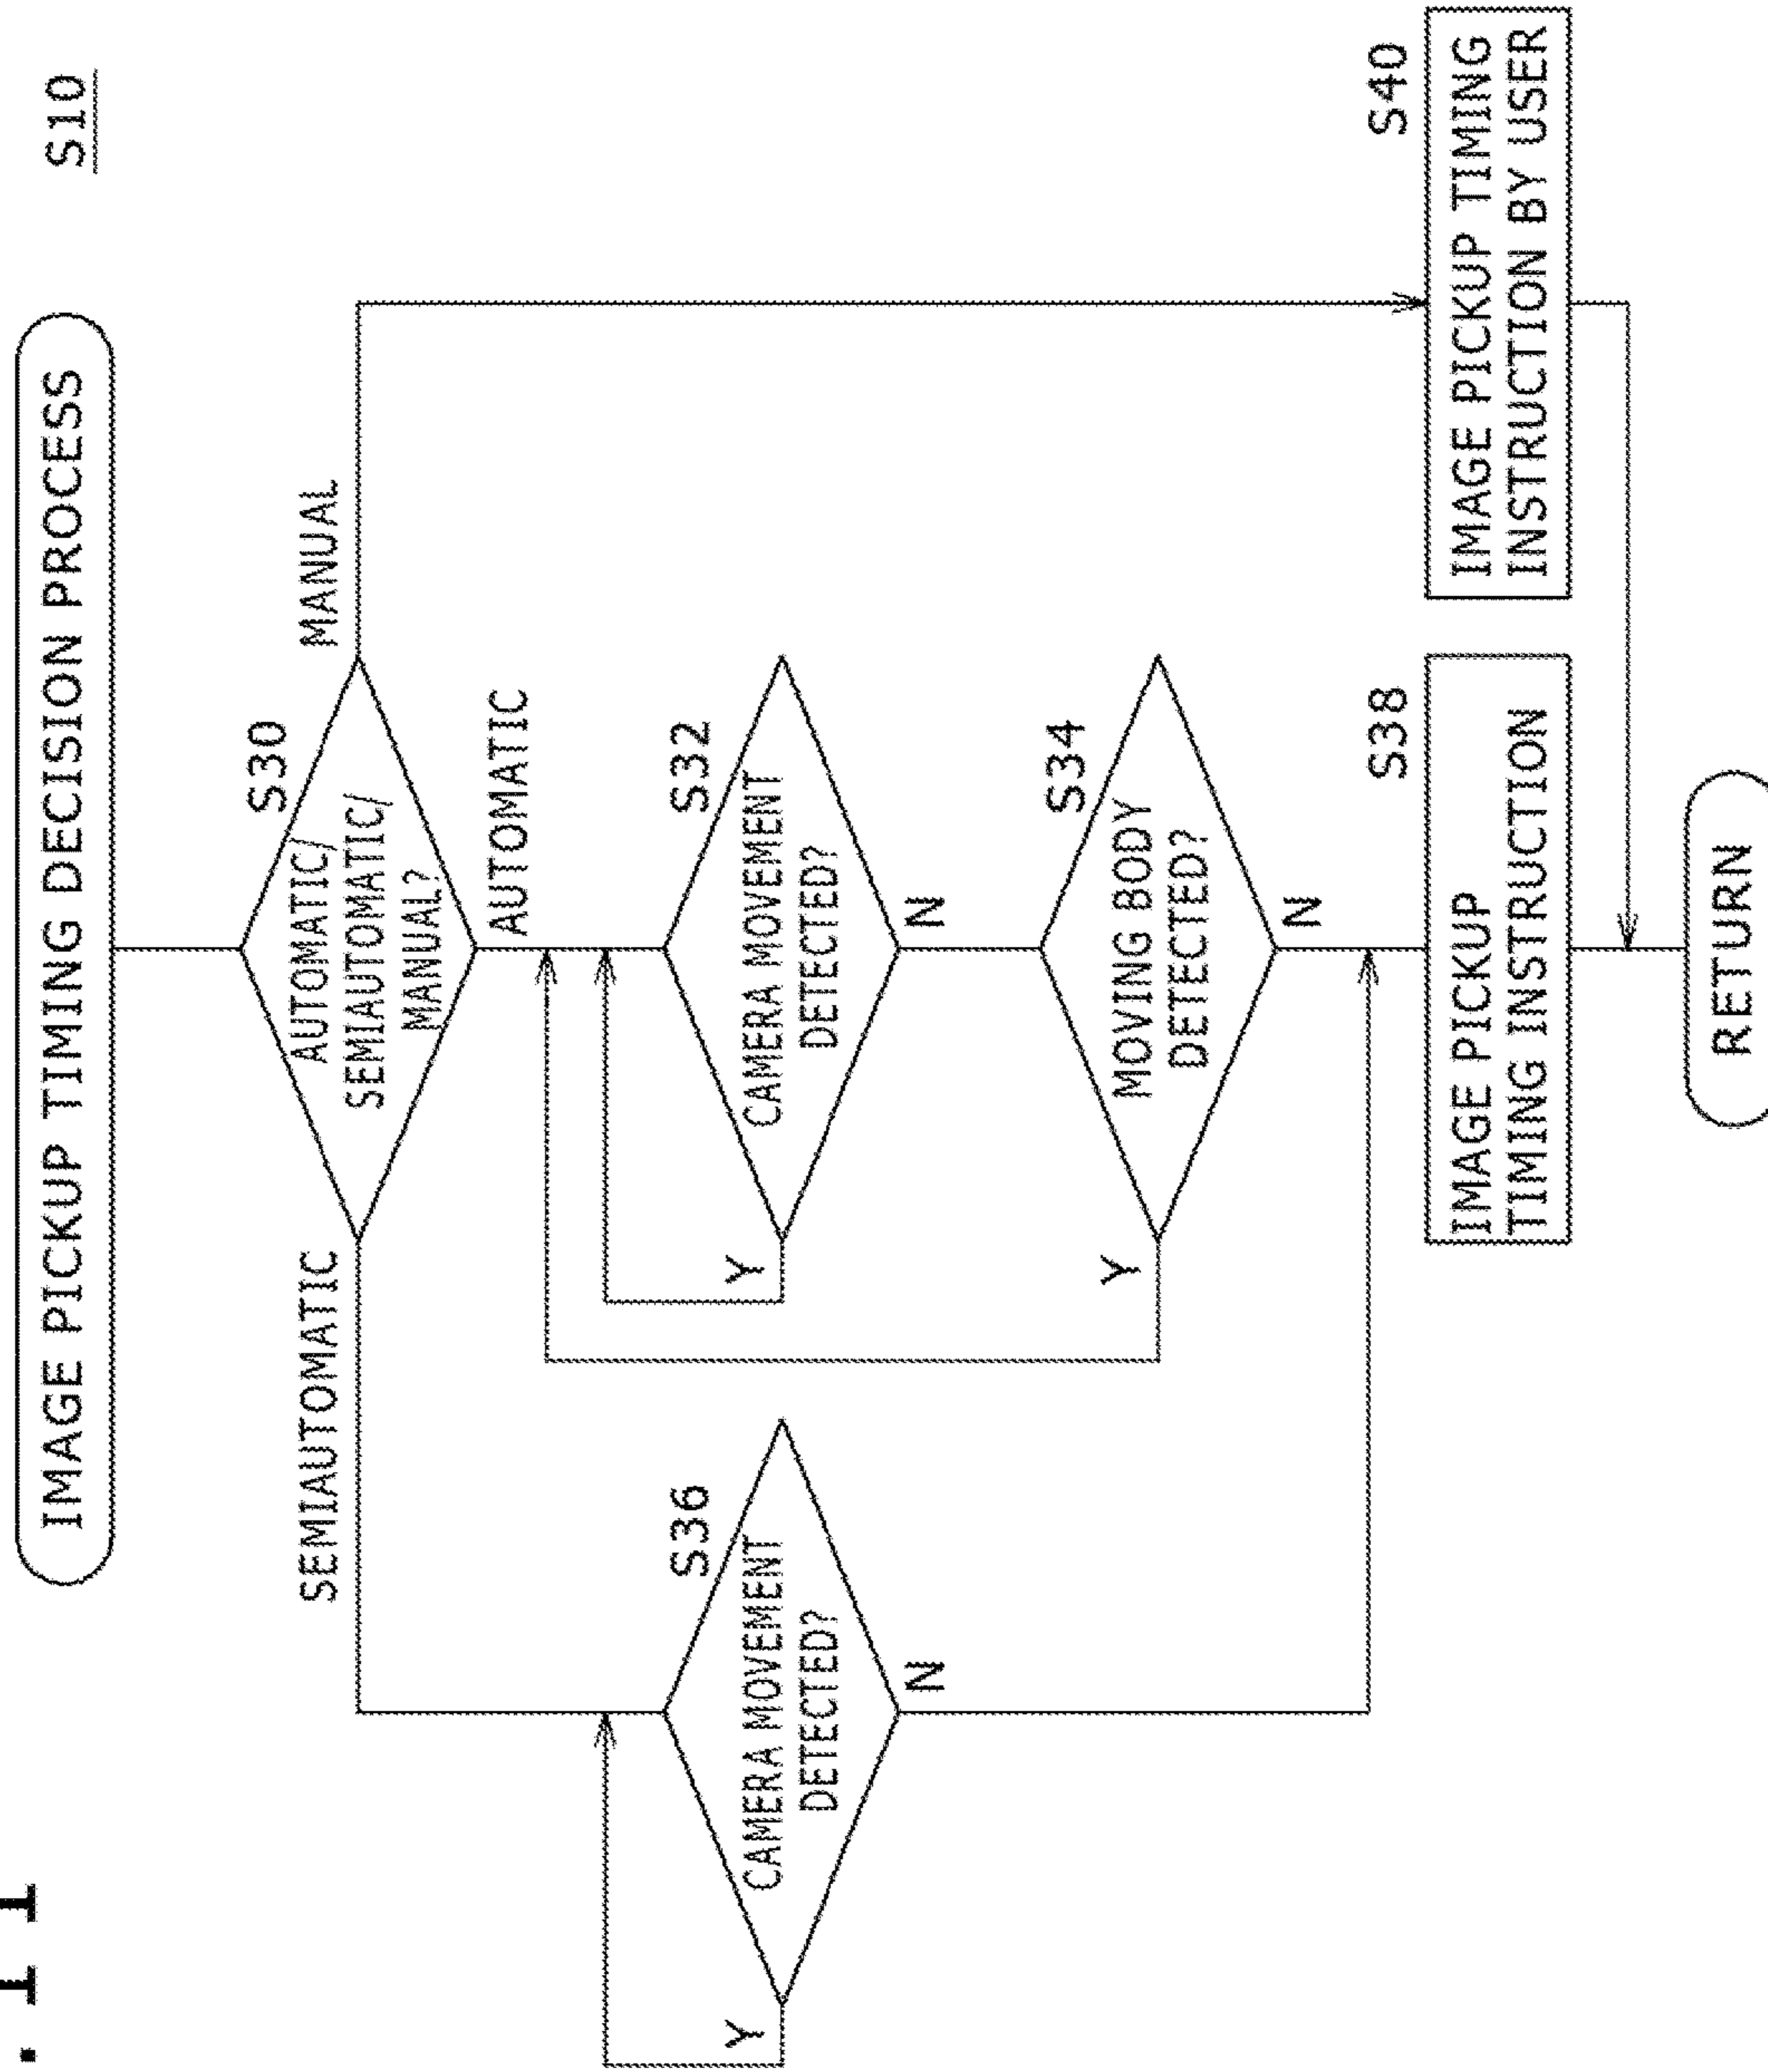 . 11
IMAGE PICKUP TIMING DECISION PROCESS
S10
S30
AUTOMATIC/
SEMIAUTOMATIC/
MANUAL?
SEMIAUTOMATIC
MANUAL
AUTOMATIC
S36
CAMERA MOVEMENT
DETECTED?
Y
N
S32
CAMERA MOVEMENT
DETECTED?
Y
N
S34
MOVING BODY
DETECTED?
Y
N
S38
IMAGE PICKUP
TIMING INSTRUCTION
S40
IMAGE PICKUP TIMING
INSTRUCTION BY USER
RETURN